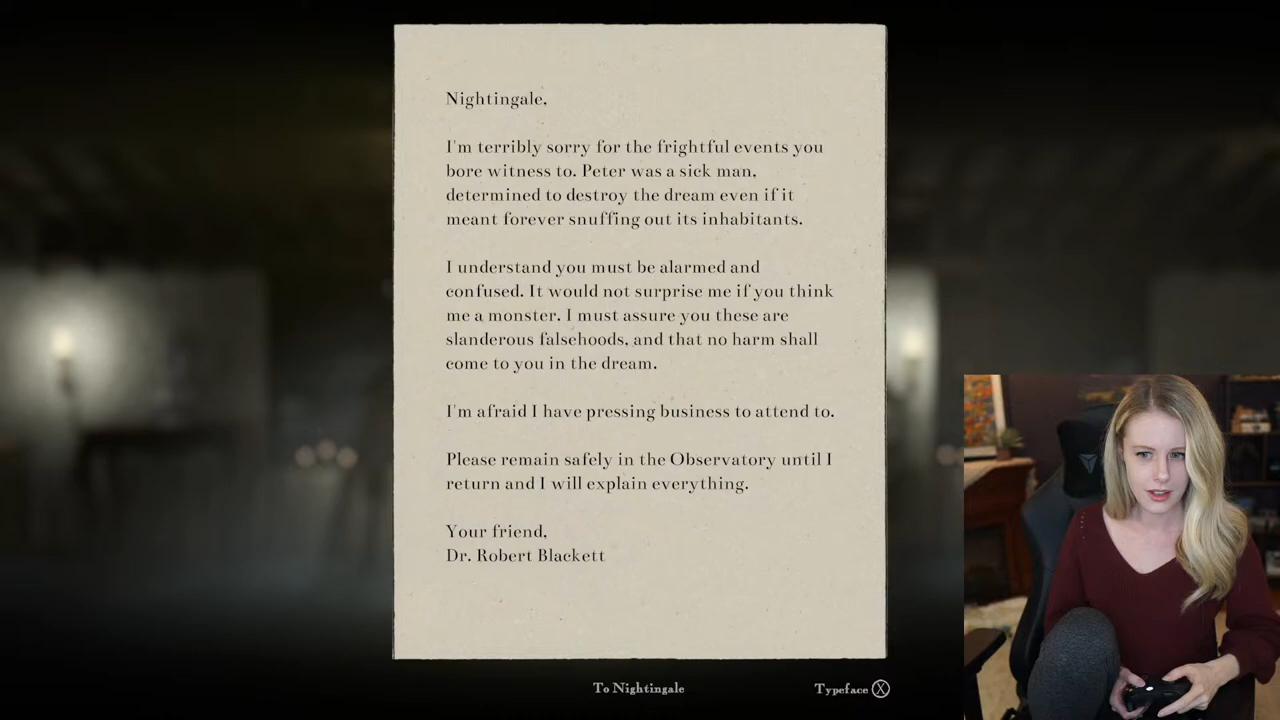 Nightingale,
I'm terribly sorry for the frightful events you
bore witness to. Peter was a sick man,
determined to destroy the dream even if it
meant forever snuffing out its inhabitants.
I understand you must be alarmed and
confused. It would not surprise me if you think
me a monster. I must assure you these are
slanderous falsehoods, and that no harm shall
come to you in the dream.
I'm afraid I have pressing business to attend to.
Please remain safely in the Observatory until I
return and I will explain everything.
Your friend,
Dr. Robert Blackett
To Nightingale
Typeface X